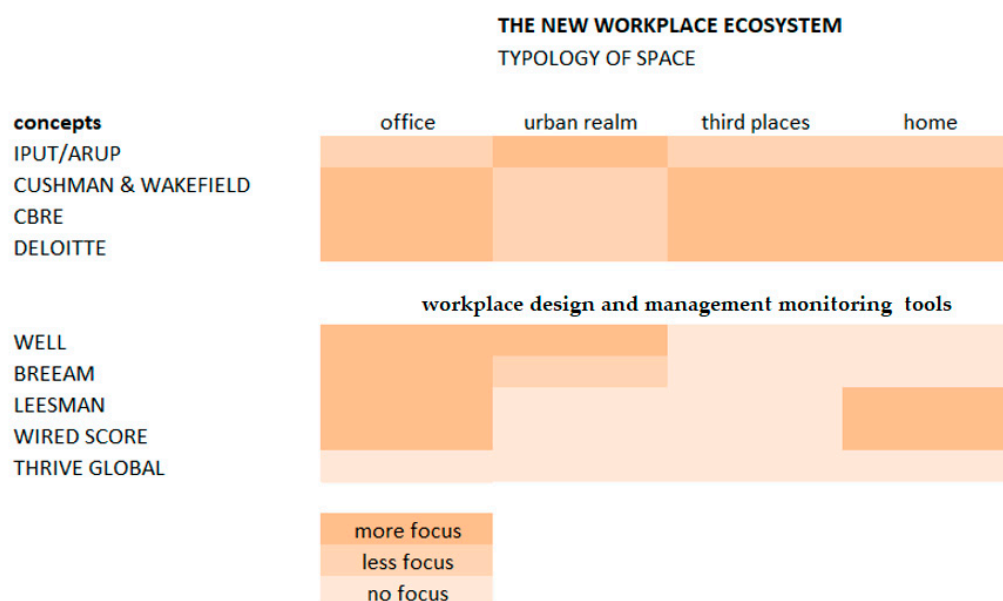 THE NEW WORKPLACE ECOSYSTEM
TYPOLOGY OF SPACE
concepts office urban realm third places home
IPUT/ARUP
CUSHMAN & WAKEFIELD
CBRE
DELOITTE
workplace design and management monitoring tools
WELL
BREEAM
LEESMAN
WIRED SCORE
THRIVE GLOBAL
more focus
less focus
no focus